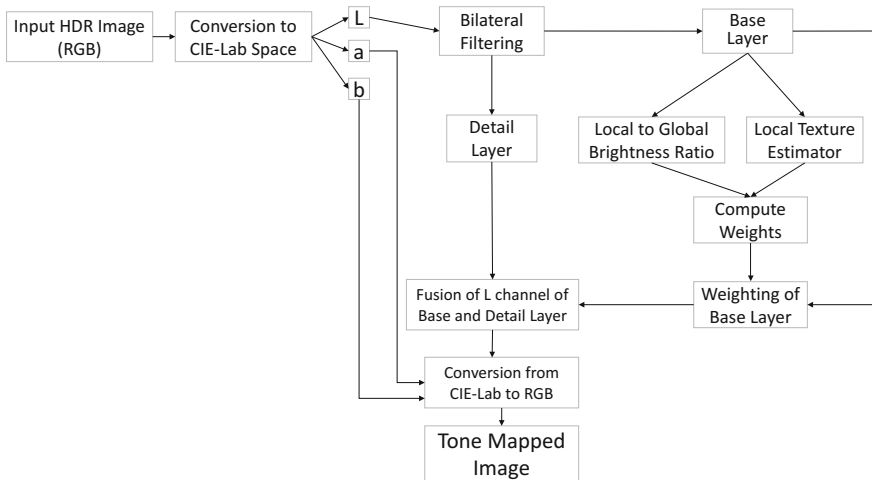 Input HDR Image
(RGB)
Conversion to
CIE-Lab Space
L
a
b
Bilateral
Filtering
Base
Layer
Detail
Layer
Local to Global
Brightness Ratio
Local Texture
Estimator
Compute
Weights
Fusion of L channel of
Base and Detail Layer
Weighting of
Base Layer
Conversion from
CIE-Lab to RGB
Tone Mapped
Image